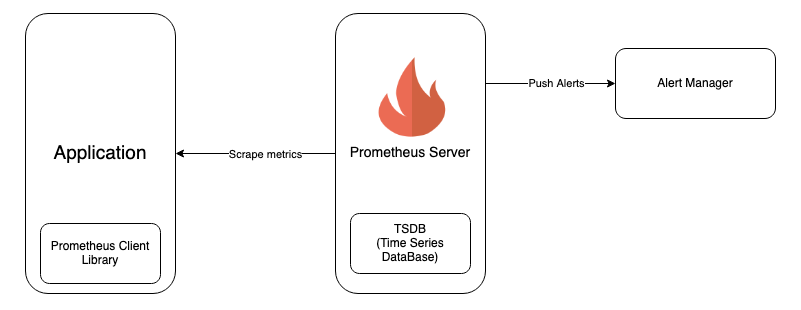 Application
Prometheus Client
Library
Scrape metrics
Prometheus Server
TSDB
(Time Series
DataBase)
Push Alerts
Alert Manager